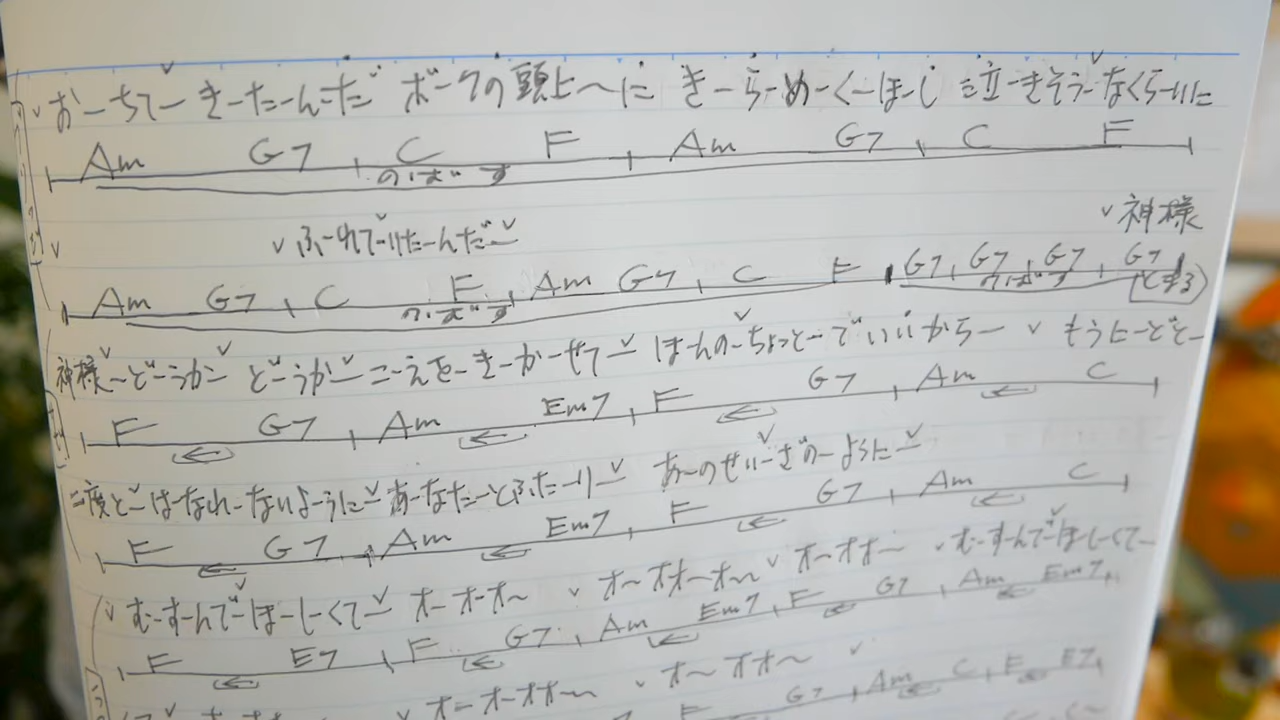 おーちてーきーたーんーだ ボークの頭上〜に きーらーめーくーほーし 泣ーきそうーなくらーいに
Am G7 C F Am G7 C F
のばす
ふーれてーいたーんだー 神様
Am G7 C F Am G7 C F G7 G7 G7 G7
のばす のばす
神様ーどーうかー どーうかー こーえをーきーかーせてー ほーんのーちょっとーでいいからー もうにーどとー
F G7 Am Em7 F G7 Am C
二度とーはーなれーないようにー あーなたーとふたーりー あーのせいーざのーようにー
F G7 Am Em7 F G7 Am C
むーすーんでーほーしーくてー オーオーオ〜 オ〜オオーオ〜 オ〜オオ〜 むーすーんでーほーしーくてー
F E7 F G7 Am Em7 F G7 Am Em7
オーオーオオ〜 オ〜オオ〜
F G7 Am C F E7